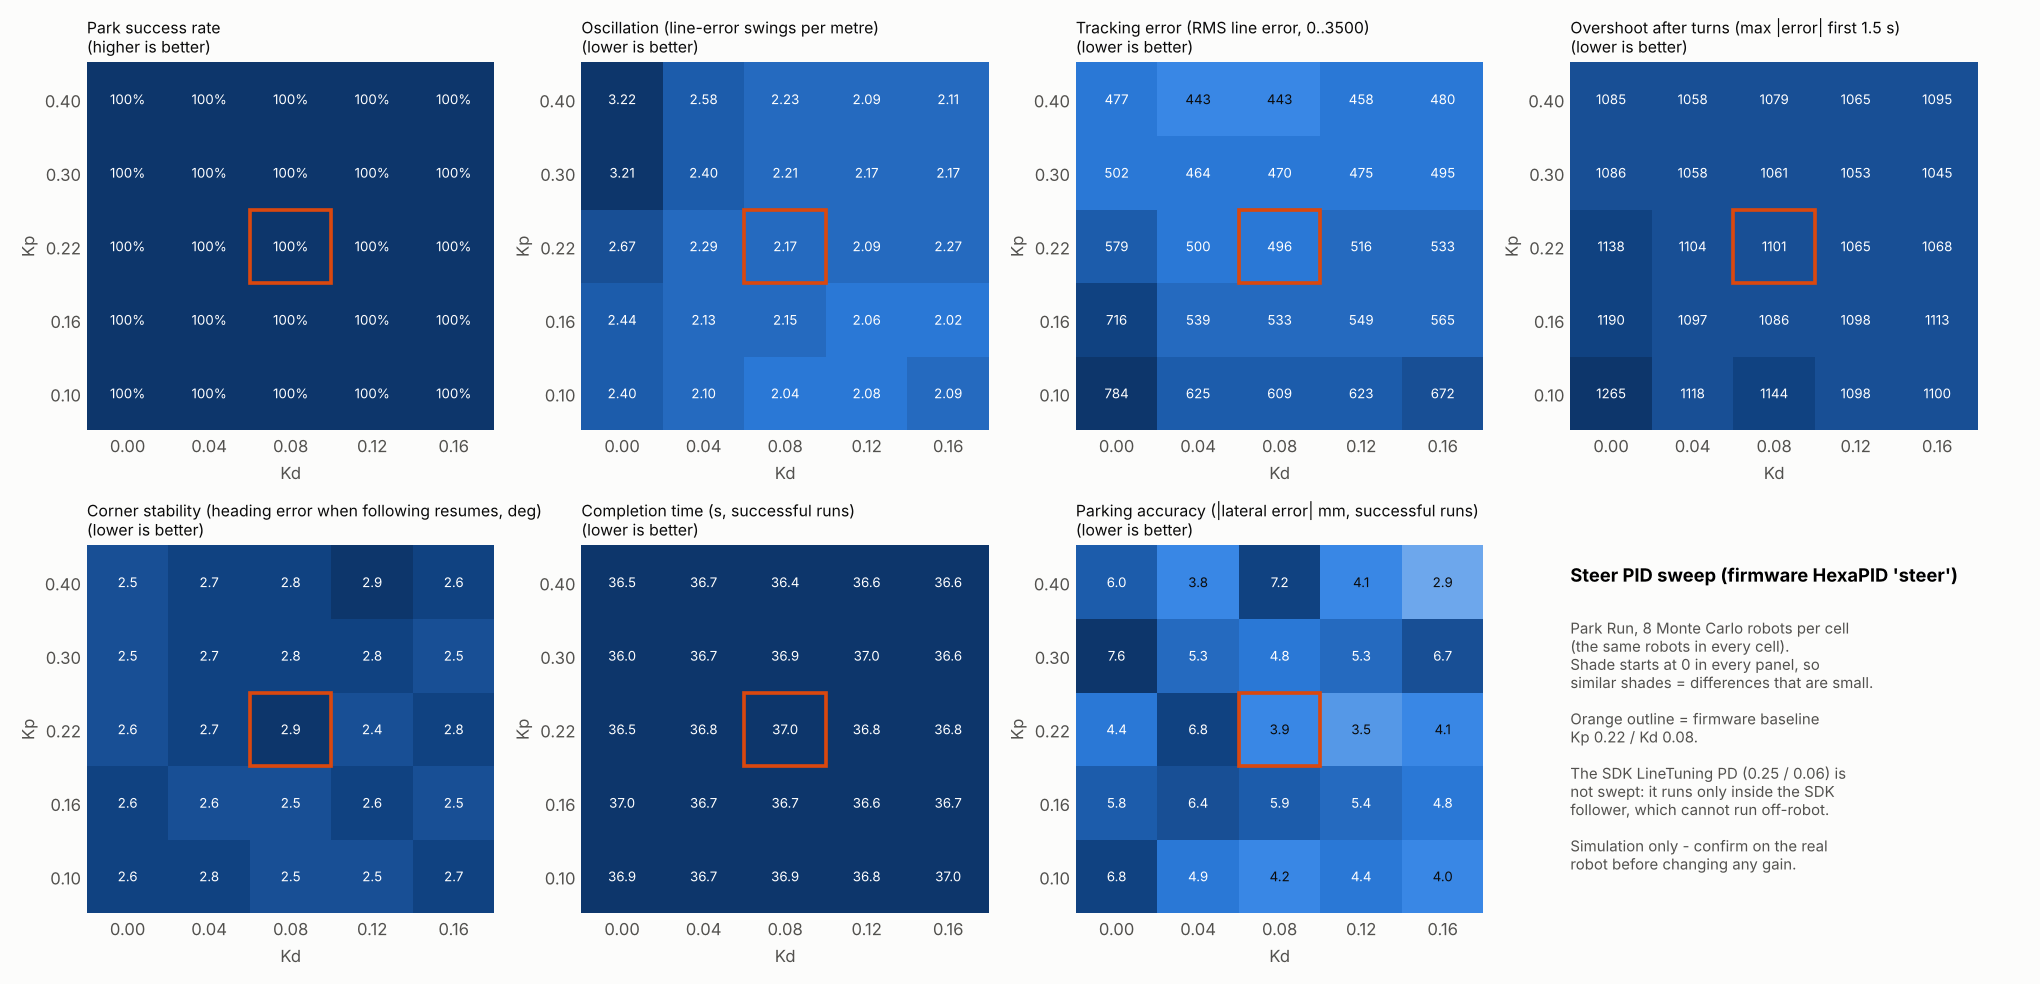 Park success rate
(higher is better)
0.40 100% 100% 100% 100% 100%
0.30 100% 100% 100% 100% 100%
Kp 0.22 100% 100% 100% 100% 100%
0.16 100% 100% 100% 100% 100%
0.10 100% 100% 100% 100% 100%
0.00 0.04 0.08 0.12 0.16
Kd
Oscillation (line-error swings per metre)
(lower is better)
0.40 3.22 2.58 2.23 2.09 2.11
0.30 3.21 2.40 2.21 2.17 2.17
Kp 0.22 2.67 2.29 2.17 2.09 2.27
0.16 2.44 2.13 2.15 2.06 2.02
0.10 2.40 2.10 2.04 2.08 2.09
0.00 0.04 0.08 0.12 0.16
Kd
Tracking error (RMS line error, 0..3500)
(lower is better)
0.40 477 443 443 458 480
0.30 502 464 470 475 495
Kp 0.22 579 500 496 516 533
0.16 716 539 533 549 565
0.10 784 625 609 623 672
0.00 0.04 0.08 0.12 0.16
Kd
Overshoot after turns (max |error| first 1.5 s)
(lower is better)
0.40 1085 1058 1079 1065 1095
0.30 1086 1058 1061 1053 1045
Kp 0.22 1138 1104 1101 1065 1068
0.16 1190 1097 1086 1098 1113
0.10 1265 1118 1144 1098 1100
0.00 0.04 0.08 0.12 0.16
Kd
Corner stability (heading error when following resumes, deg)
(lower is better)
0.40 2.5 2.7 2.8 2.9 2.6
0.30 2.5 2.7 2.8 2.8 2.5
Kp 0.22 2.6 2.7 2.9 2.4 2.8
0.16 2.6 2.6 2.5 2.6 2.5
0.10 2.6 2.8 2.5 2.5 2.7
0.00 0.04 0.08 0.12 0.16
Kd
Completion time (s, successful runs)
(lower is better)
0.40 36.5 36.7 36.4 36.6 36.6
0.30 36.0 36.7 36.9 37.0 36.6
Kp 0.22 36.5 36.8 37.0 36.8 36.8
0.16 37.0 36.7 36.7 36.6 36.7
0.10 36.9 36.7 36.9 36.8 37.0
0.00 0.04 0.08 0.12 0.16
Kd
Parking accuracy (|lateral error| mm, successful runs)
(lower is better)
0.40 6.0 3.8 7.2 4.1 2.9
0.30 7.6 5.3 4.8 5.3 6.7
Kp 0.22 4.4 6.8 3.9 3.5 4.1
0.16 5.8 6.4 5.9 5.4 4.8
0.10 6.8 4.9 4.2 4.4 4.0
0.00 0.04 0.08 0.12 0.16
Kd
Steer PID sweep (firmware HexaPID 'steer')
Park Run, 8 Monte Carlo robots per cell
(the same robots in every cell).
Shade starts at 0 in every panel, so
similar shades = differences that are small.
Orange outline = firmware baseline
Kp 0.22 / Kd 0.08.
The SDK LineTuning PD (0.25 / 0.06) is
not swept: it runs only inside the SDK
follower, which cannot run off-robot.
Simulation only - confirm on the real
robot before changing any gain.